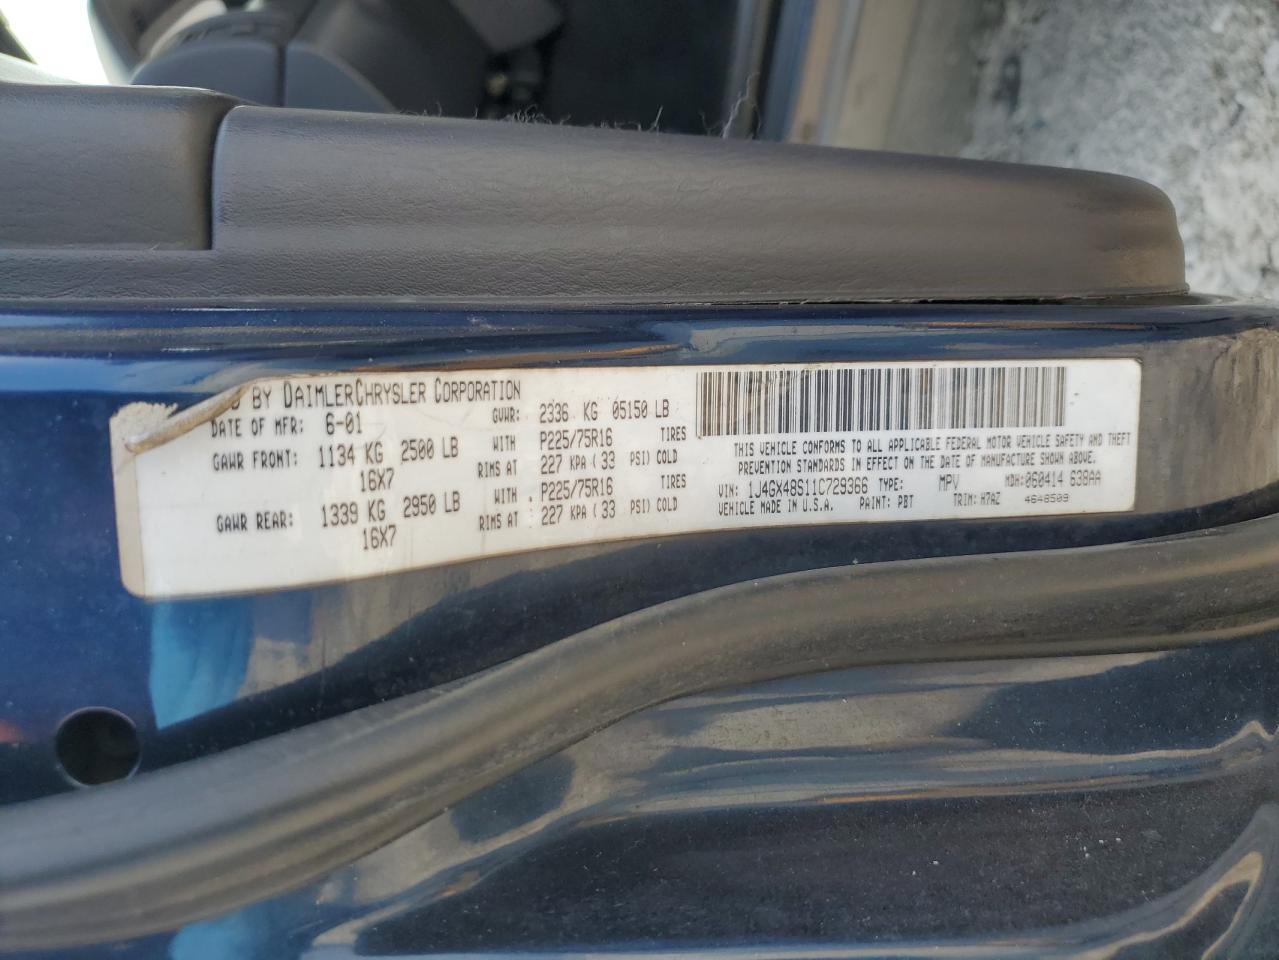 D BY DAIMLERCHRYSLER CORPORATION
DATE OF MFR: 6-01 GVWR: 2336 KG 05150 LB
GAWR FRONT: 1134 KG 2500 LB WITH P225/75R16 TIRES
16X7 RIMS AT 227 KPA ( 33 PSI) COLD
GAWR REAR: 1339 KG 2950 LB WITH P225/75R16 TIRES
16X7 RIMS AT 227 KPA ( 33 PSI) COLD
THIS VEHICLE CONFORMS TO ALL APPLICABLE FEDERAL MOTOR VEHICLE SAFETY AND THEFT
PREVENTION STANDARDS IN EFFECT ON THE DATE OF MANUFACTURE SHOWN ABOVE.
VIN: 1J4GX48S11C729366 TYPE: MPV MDH:060414 638AA
VEHICLE MADE IN U.S.A. PAINT: PBT TRIM: H7AZ 4648509